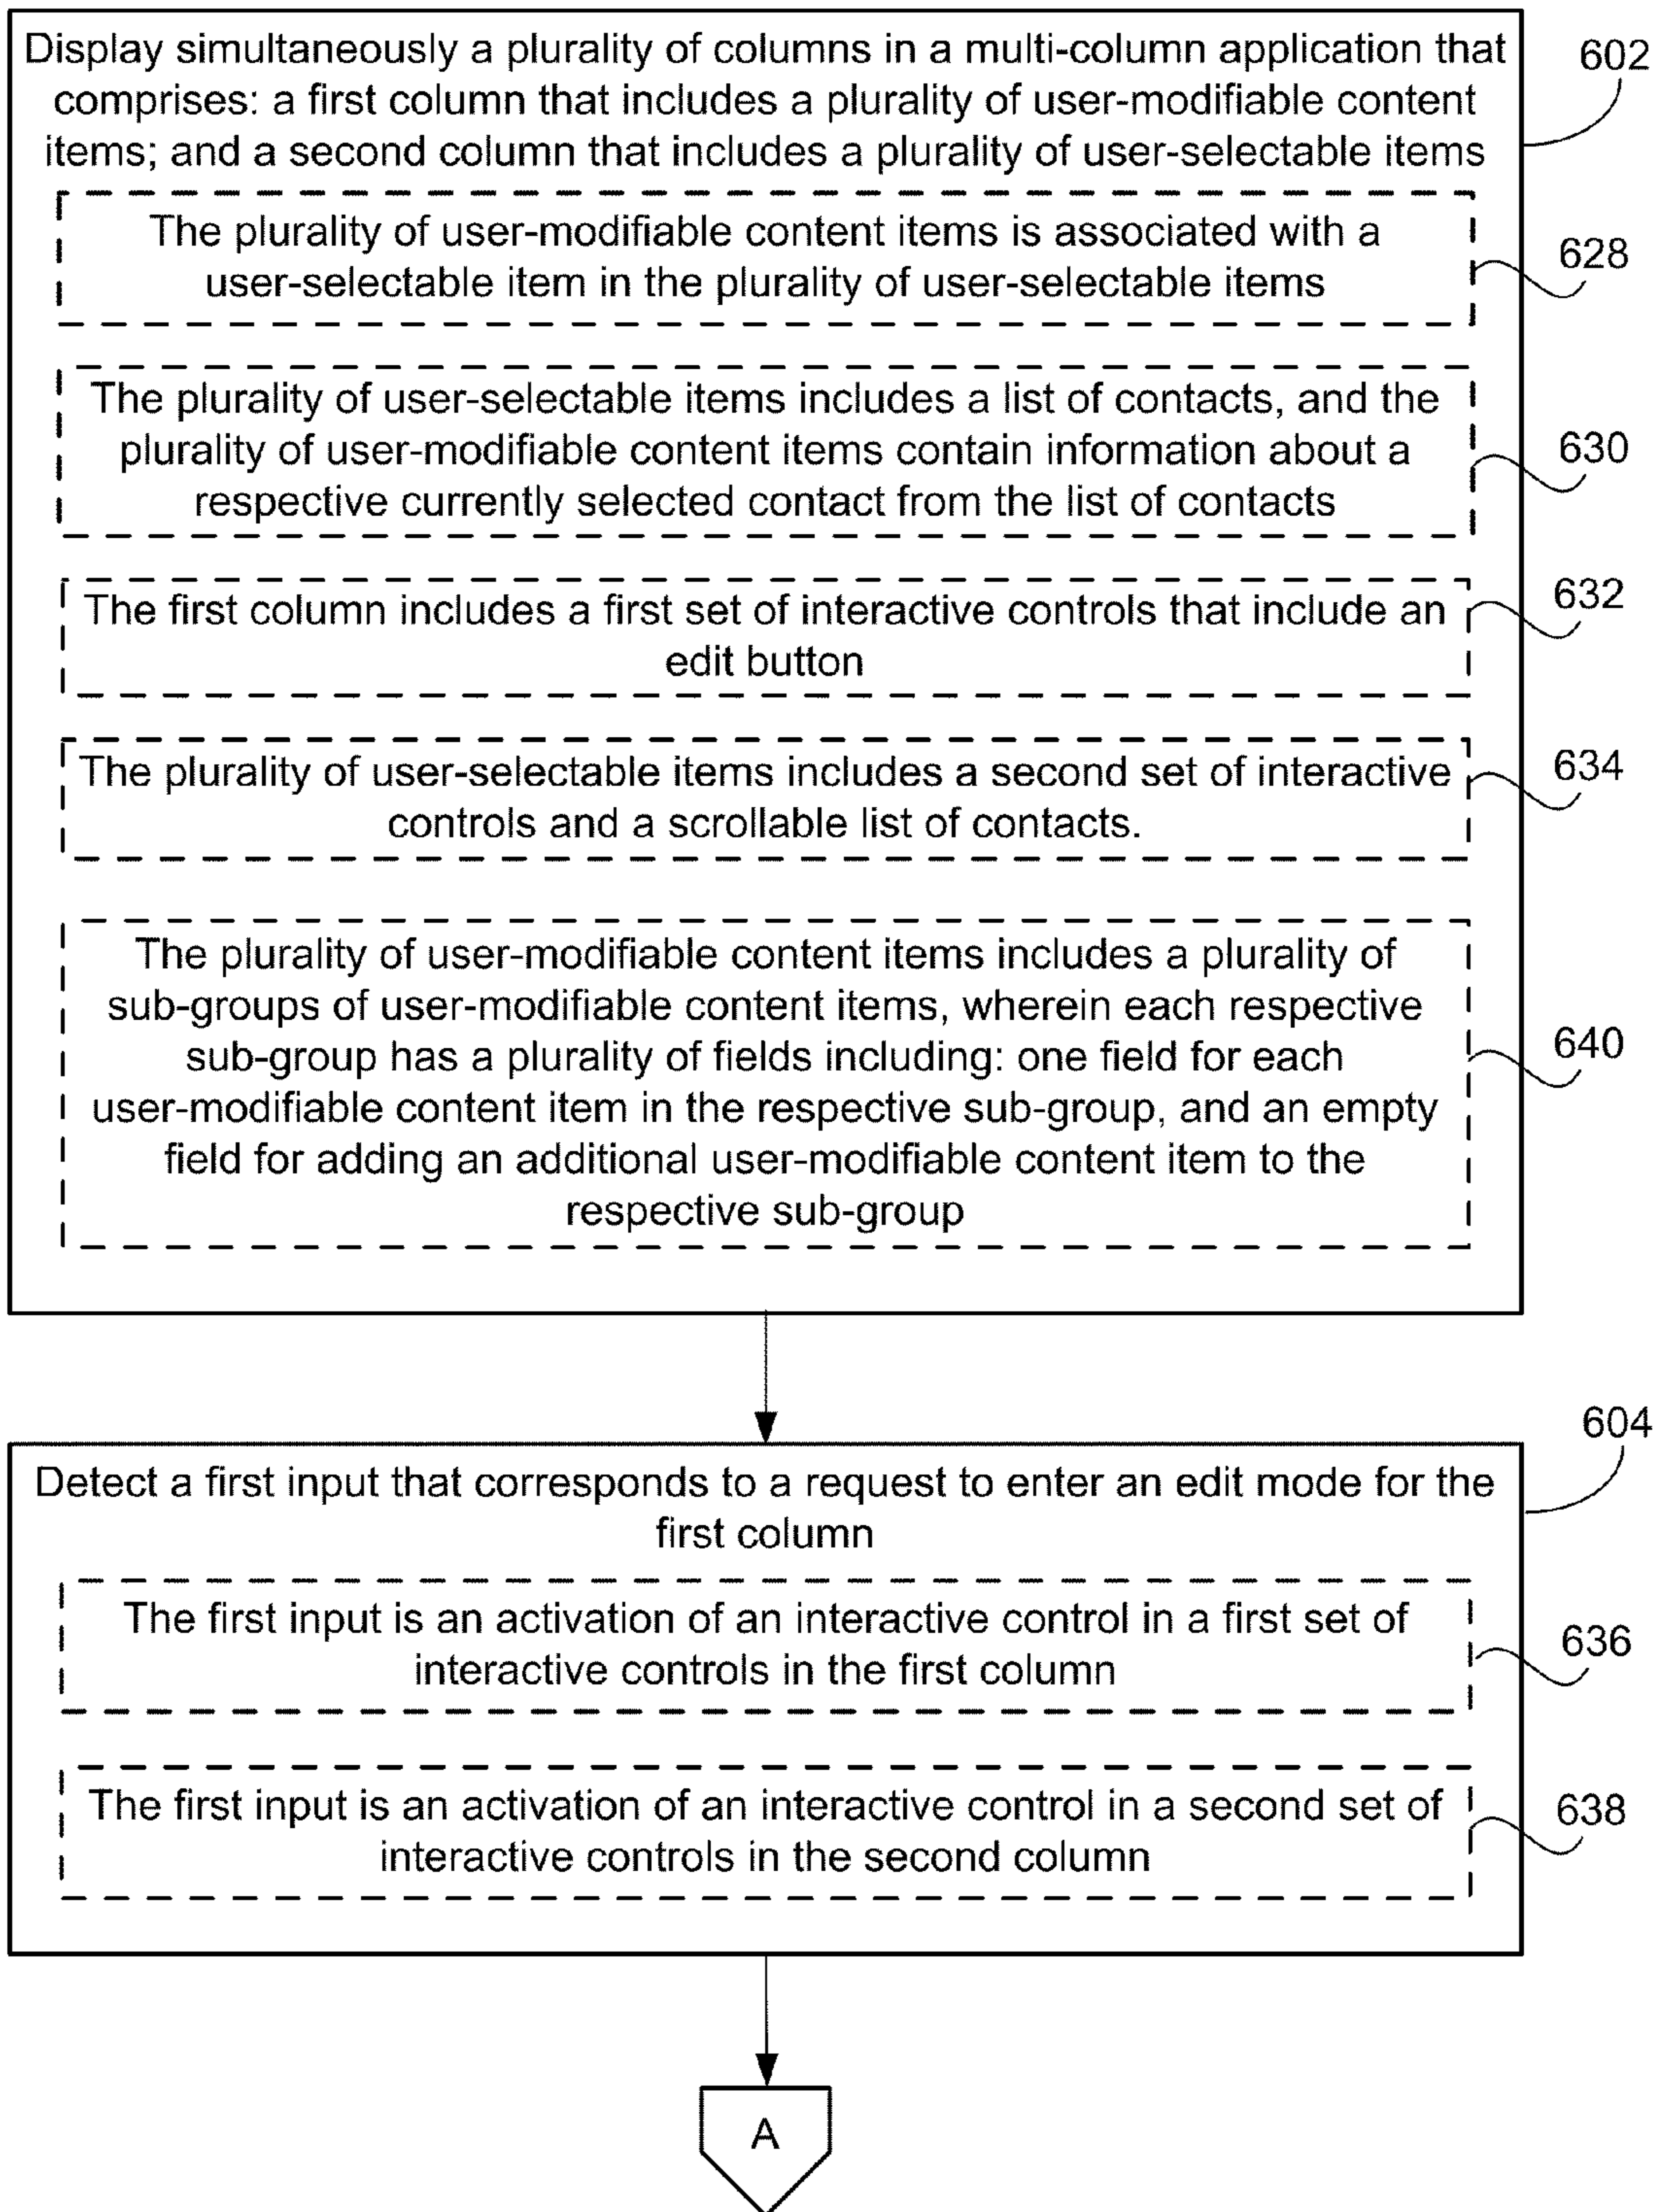 Display simultaneously a plurality of columns in a multi-column application that
comprises: a first column that includes a plurality of user-modifiable content
items; and a second column that includes a plurality of user-selectable items
602
The plurality of user-modifiable content items is associated with a
user-selectable item in the plurality of user-selectable items
628
The plurality of user-selectable items includes a list of contacts, and the
plurality of user-modifiable content items contain information about a
respective currently selected contact from the list of contacts
630
The first column includes a first set of interactive controls that include an
edit button
632
The plurality of user-selectable items includes a second set of interactive
controls and a scrollable list of contacts.
634
The plurality of user-modifiable content items includes a plurality of
sub-groups of user-modifiable content items, wherein each respective
sub-group has a plurality of fields including: one field for each
user-modifiable content item in the respective sub-group, and an empty
field for adding an additional user-modifiable content item to the
respective sub-group
640
Detect a first input that corresponds to a request to enter an edit mode for the
first column
604
The first input is an activation of an interactive control in a first set of
interactive controls in the first column
636
The first input is an activation of an interactive control in a second set of
interactive controls in the second column
638
A